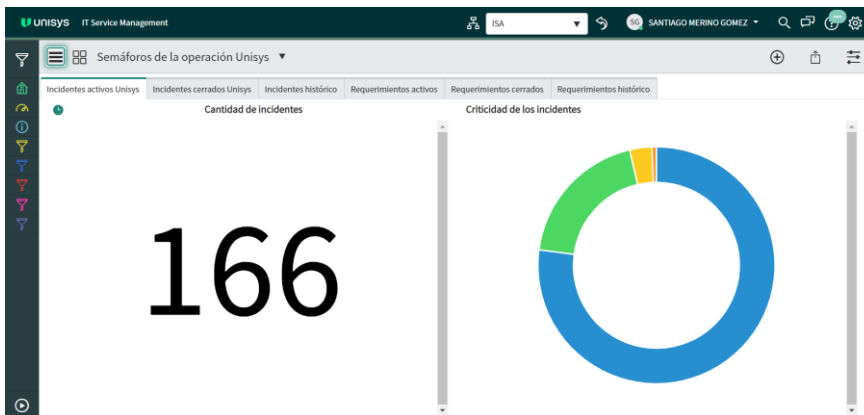 UNISYS IT Service Management
ISA
SG SANTIAGO MERINO GOMEZ
Semáforos de la operación Unisys
Incidentes activos Unisys Incidentes cerrados Unisys Incidentes histórico Requerimientos activos Requerimientos cerrados Requerimientos histórico
Cantidad de incidentes Criticidad de los incidentes
166